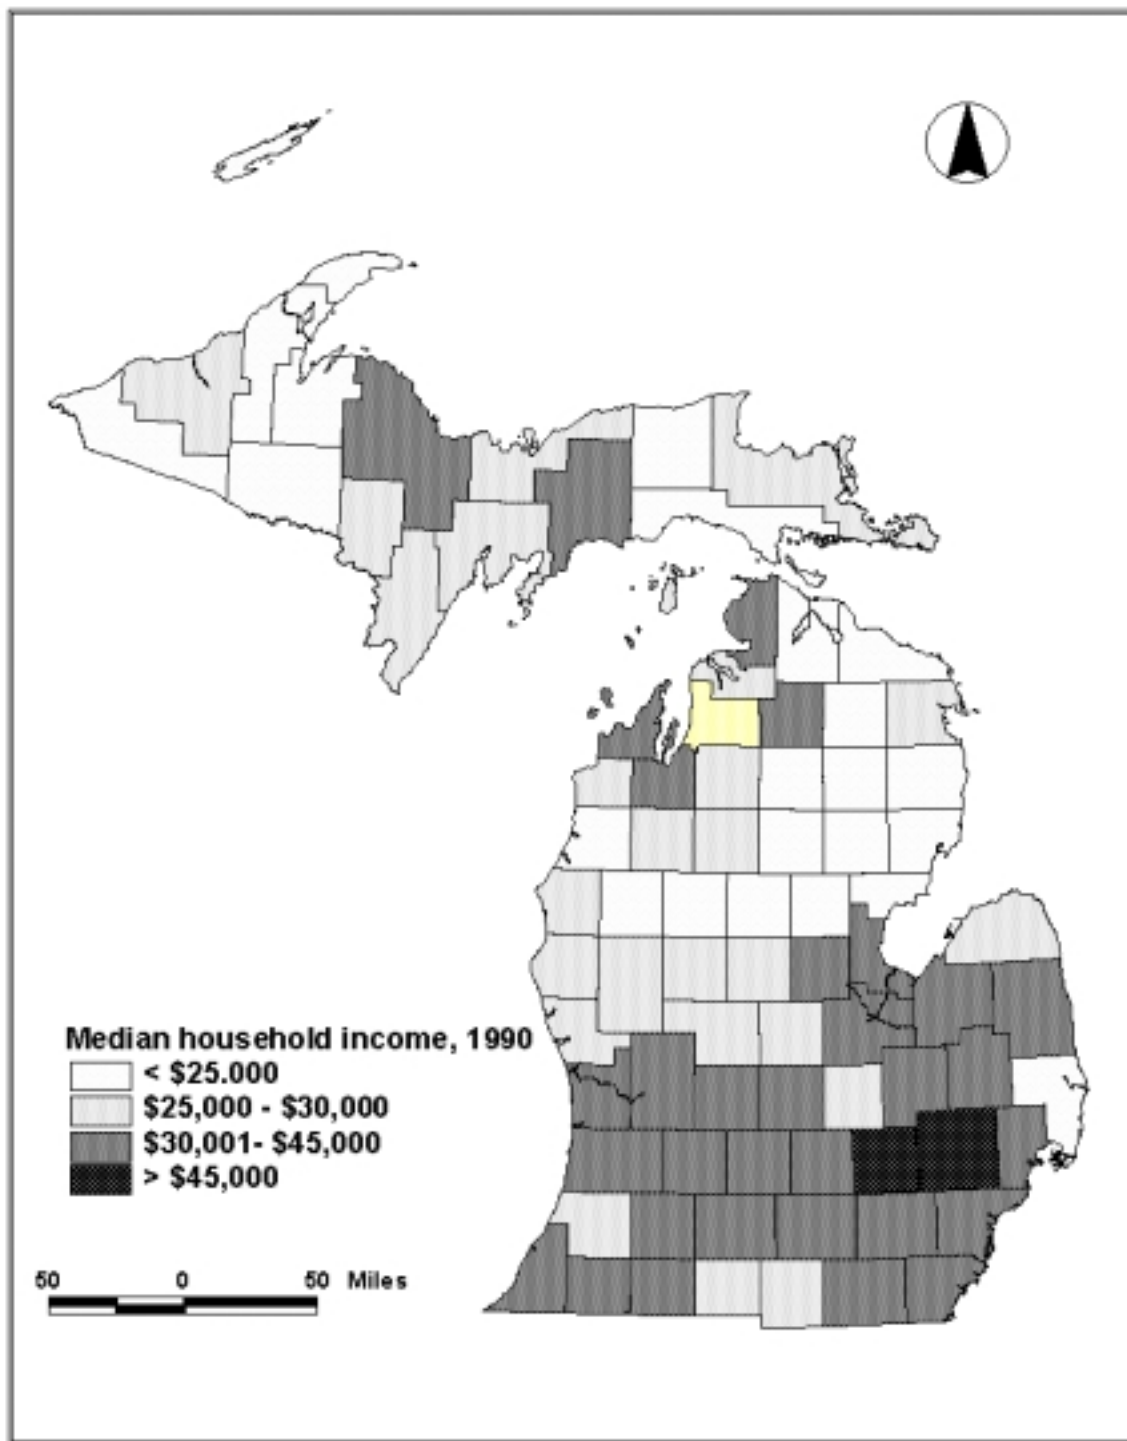 Median household income, 1990
< $25.000
$25,000 - $30,000
$30,001- $45,000
> $45,000
50 0 50 Miles